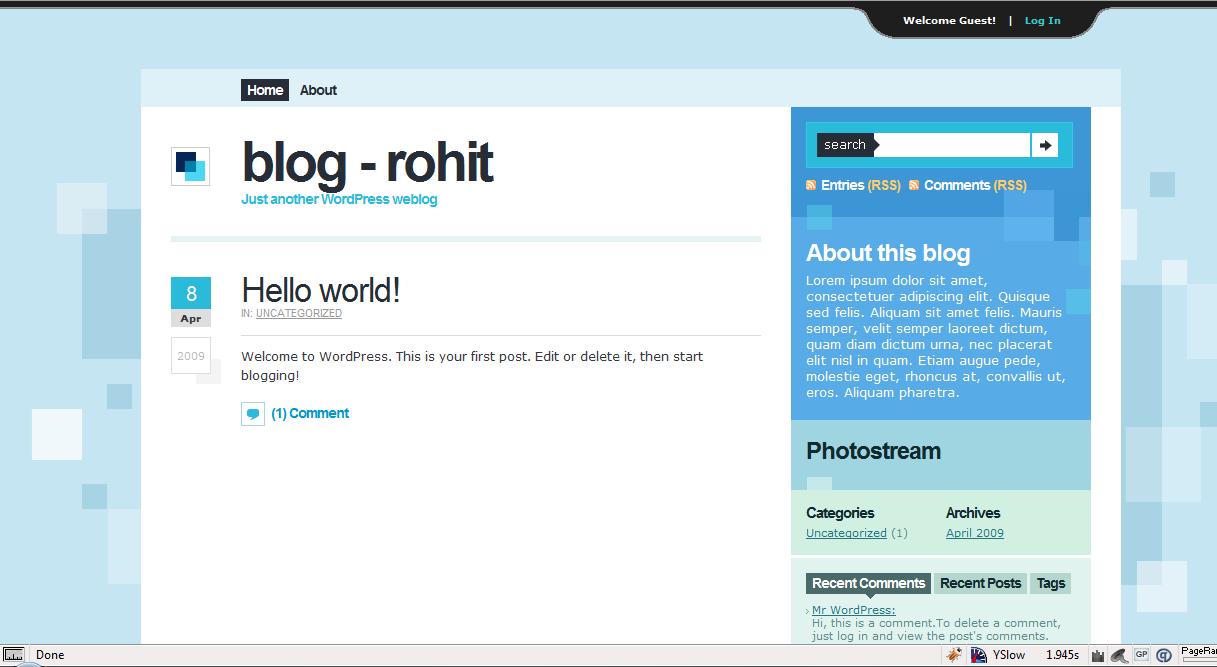 Welcome Guest! | Log In
Home About
blog - rohit
Just another WordPress weblog
search
Entries (RSS) Comments (RSS)
8
Apr
2009
Hello world!
IN: UNCATEGORIZED
Welcome to WordPress. This is your first post. Edit or delete it, then start
blogging!
(1) Comment
About this blog
Lorem ipsum dolor sit amet,
consectetuer adipiscing elit. Quisque
sed felis. Aliquam sit amet felis. Mauris
semper, velit semper laoreet dictum,
quam diam dictum urna, nec placerat
elit nisl in quam. Etiam augue pede,
molestie eget, rhoncus at, convallis ut,
eros. Aliquam pharetra.
Photostream
Categories Archives
Uncategorized (1) April 2009
Recent Comments Recent Posts Tags
Mr WordPress:
Hi, this is a comment.To delete a comment,
just log in and view the post's comments.
Done YSlow 1.945s GP PageRan